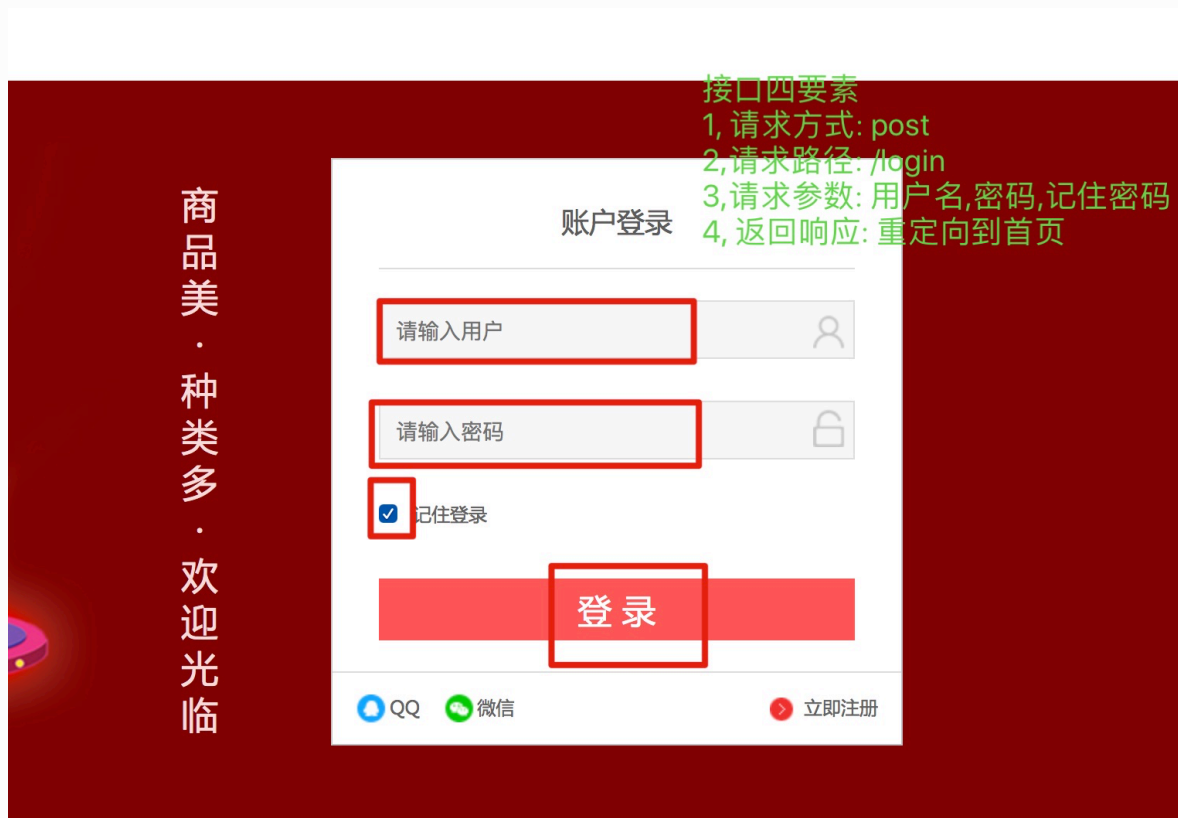 接口四要素
1, 请求方式: post
2,请求路径: /login
3,请求参数: 用户名,密码,记住密码
4, 返回响应: 重定向到首页
商品美·种类多·欢迎光临
账户登录
请输入用户
请输入密码
记住登录
登录
QQ 微信 立即注册